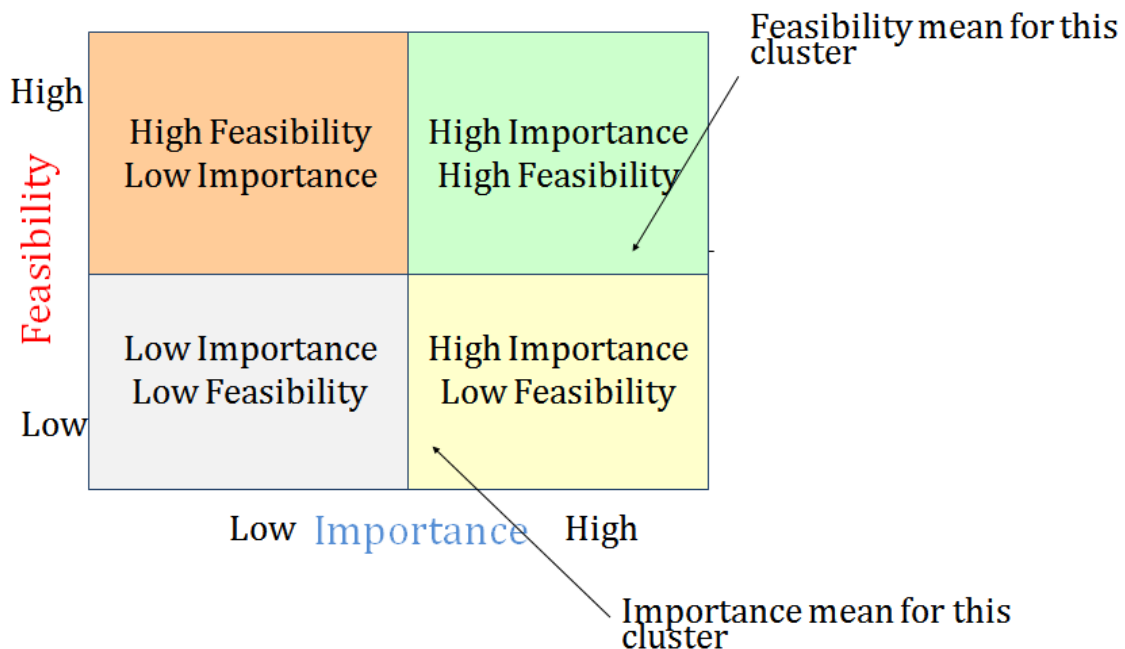 Feasibility mean for this
cluster
High
High Feasibility
Low Importance
High Importance
High Feasibility
Feasibility
Low Importance
Low Feasibility
High Importance
Low Feasibility
Low
Low
Importance
High
Importance mean for this
cluster